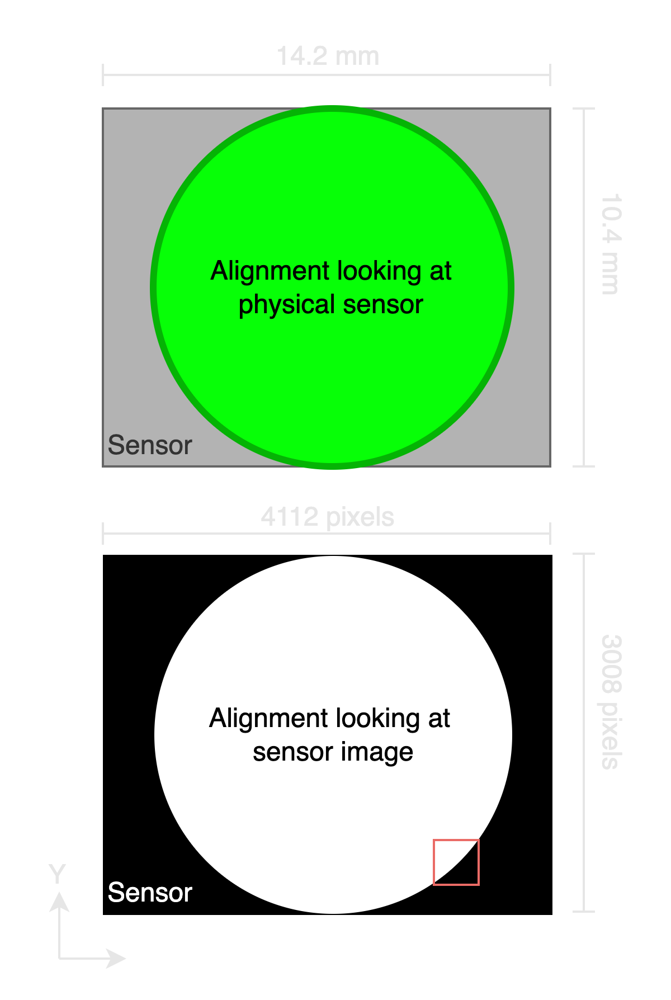 14.2 mm
10.4 mm
Alignment looking at
physical sensor
Sensor
4112 pixels
3008 pixels
Alignment looking at
sensor image
Sensor
Y